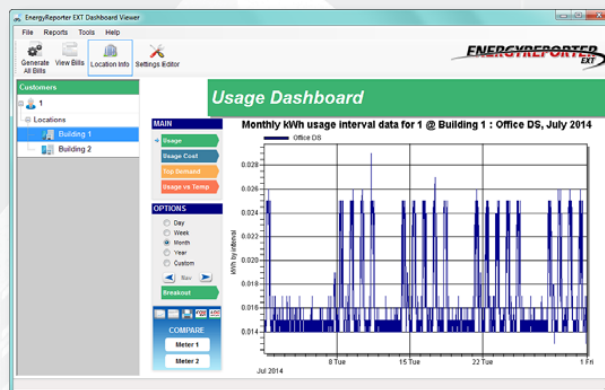 EnergyReporter EXT Dashboard Viewer
File Reports Tools Help
Generate All Bills
View Bills
Location Info
Settings Editor
ENERGYREPORTER
EXT
Customers
1
Locations
Building 1
Building 2
Usage Dashboard
MAIN
Usage
Usage Cost
Top Demand
Usage vs Temp
OPTIONS
Day
Week
Month
Year
Custom
Nav
Breakout
COMPARE
Meter 1
Meter 2
Monthly kWh usage interval data for 1 @ Building 1 : Office DS, July 2014
Office DS
kWh by interval
0.028
0.026
0.024
0.022
0.020
0.018
0.016
0.014
8 Tue
15 Tue
22 Tue
1 Fri
Jul 2014